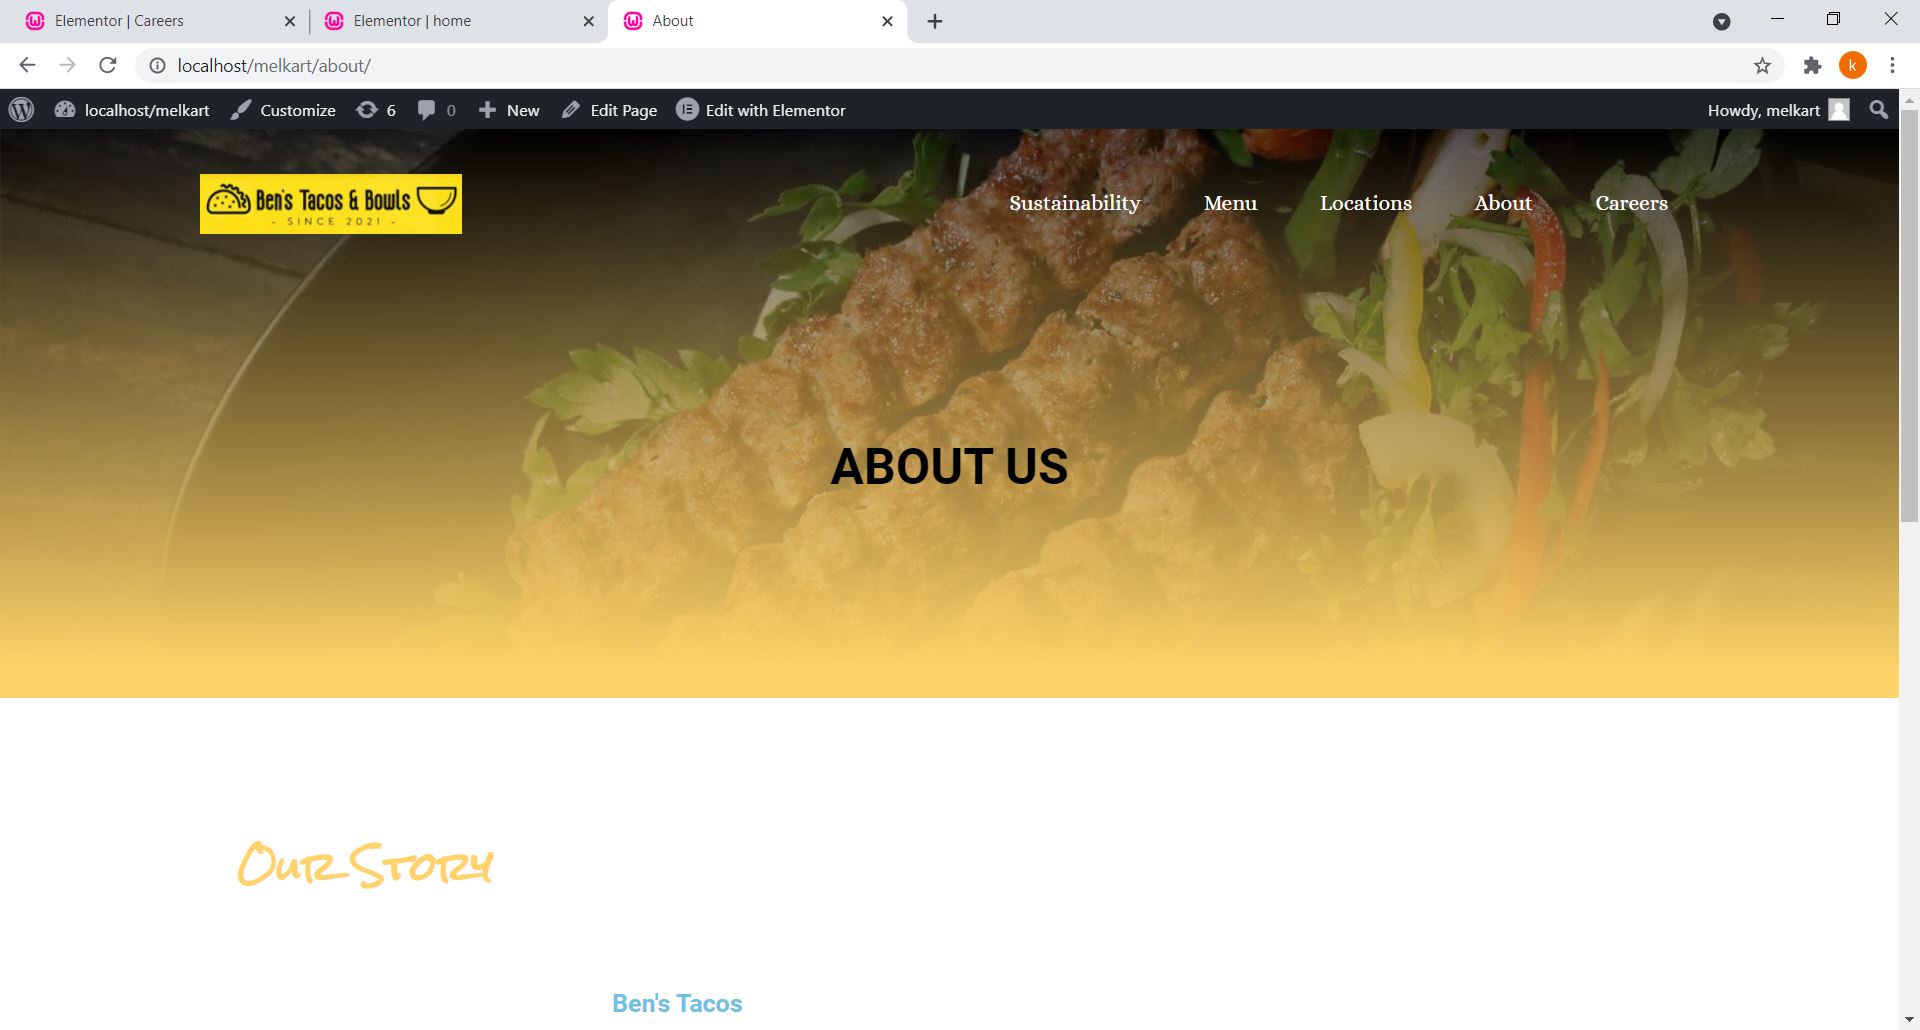 Elementor | Careers
Elementor | home
About
localhost/melkart/about/
k
localhost/melkart
Customize
6
0
New
Edit Page
Edit with Elementor
Howdy, melkart
Ben's Tacos & Bowls
- SINCE 2021 -
Sustainability
Menu
Locations
About
Careers
ABOUT US
Our Story
Ben's Tacos